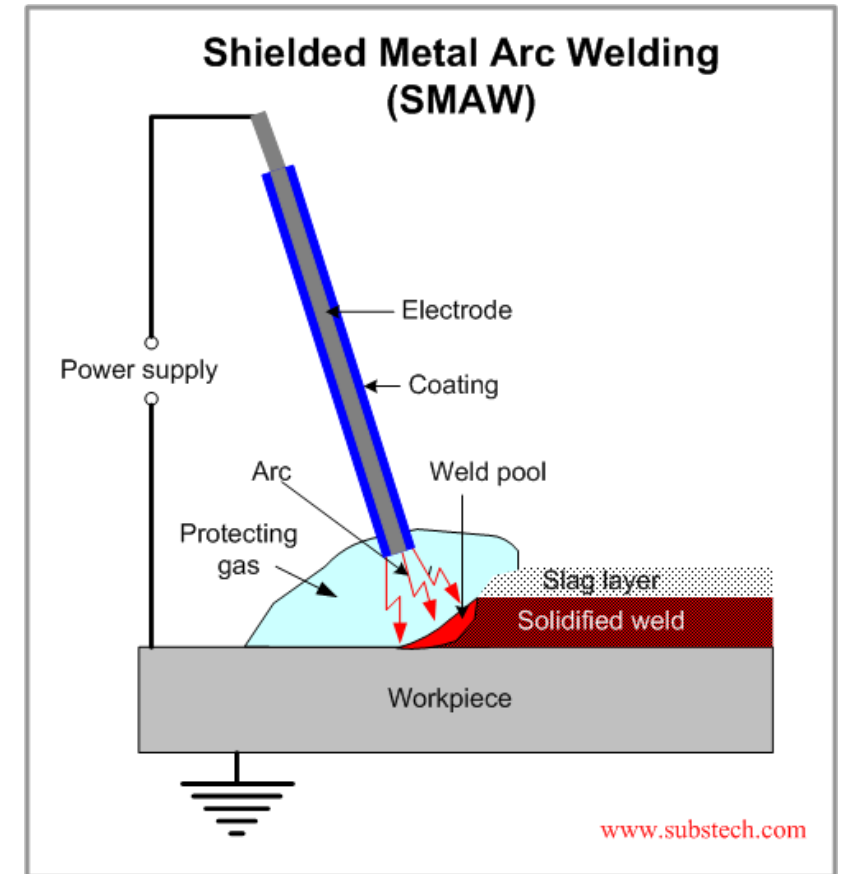 Shielded Metal Arc Welding
(SMAW)
Electrode
Power supply
Coating
Arc
Weld pool
Protecting
gas
Slag layer
Solidified weld
Workpiece
www.substech.com